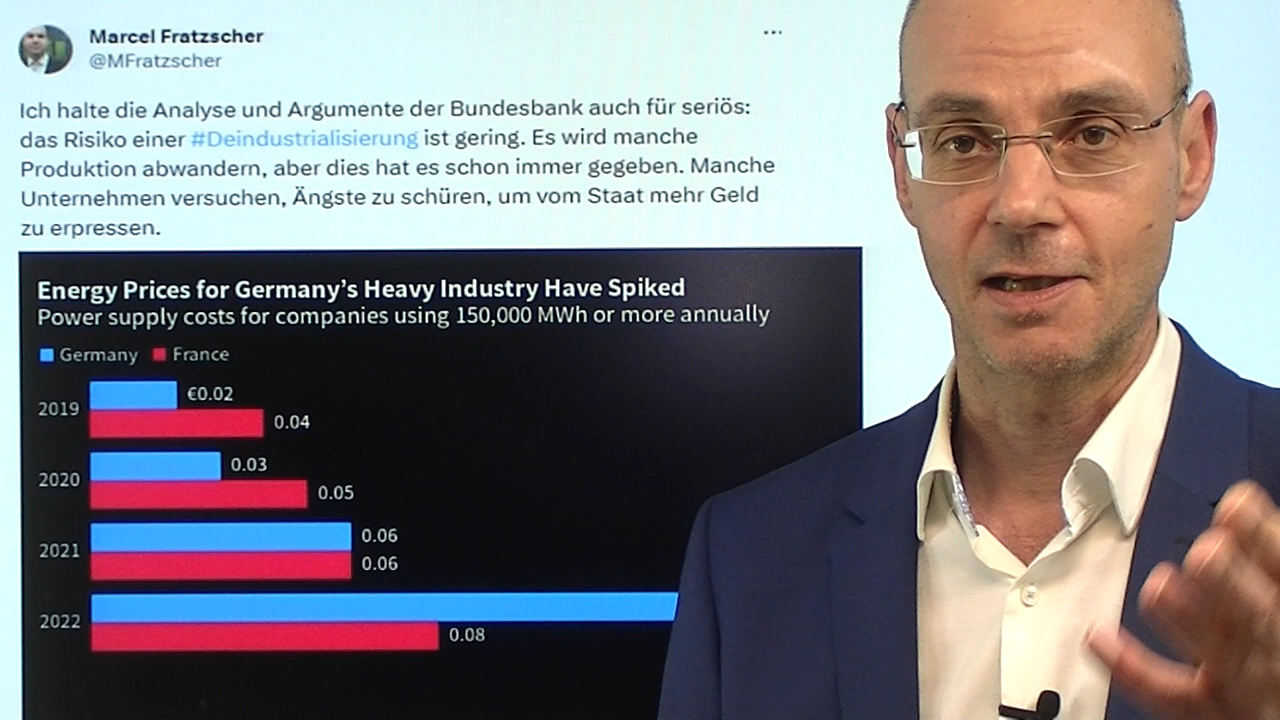 Marcel Fratzscher
@MFratzscher
Ich halte die Analyse und Argumente der Bundesbank auch für seriös:
das Risiko einer #Deindustrialisierung ist gering. Es wird manche
Produktion abwandern, aber dies hat es schon immer gegeben. Manche
Unternehmen versuchen, Ängste zu schüren, um vom Staat mehr Geld
zu erpressen.
Energy Prices for Germany's Heavy Industry Have Spiked
Power supply costs for companies using 150,000 MWh or more annually
Germany France
2019
€0.02
0.04
2020
0.03
0.05
2021
0.06
0.06
2022
0.08